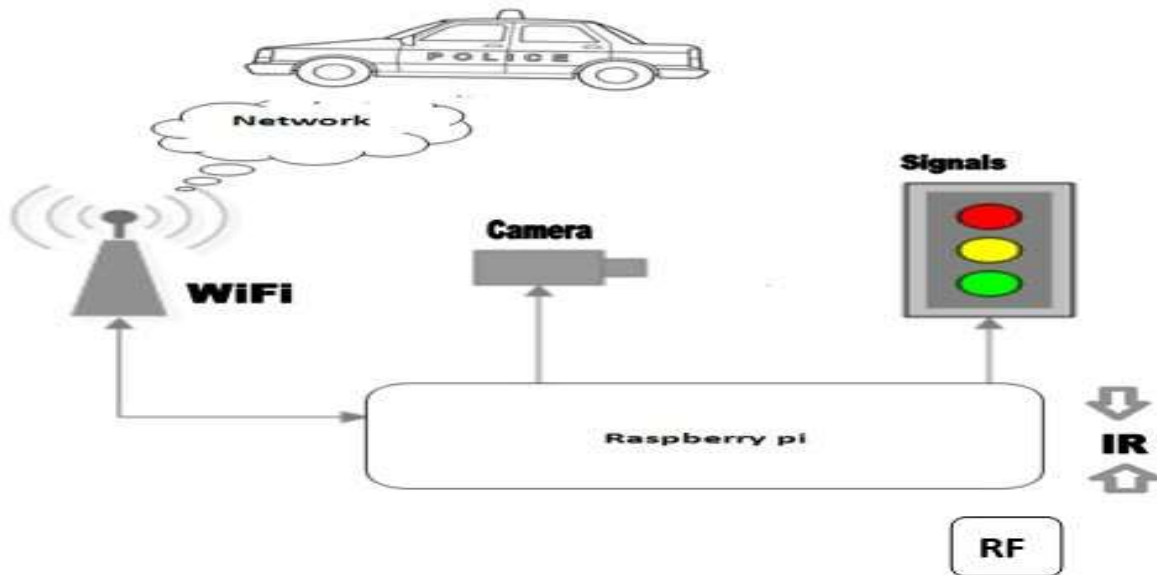 POLICE
Network
Signals
Camera
WiFi
Raspberry pi
IR
RF